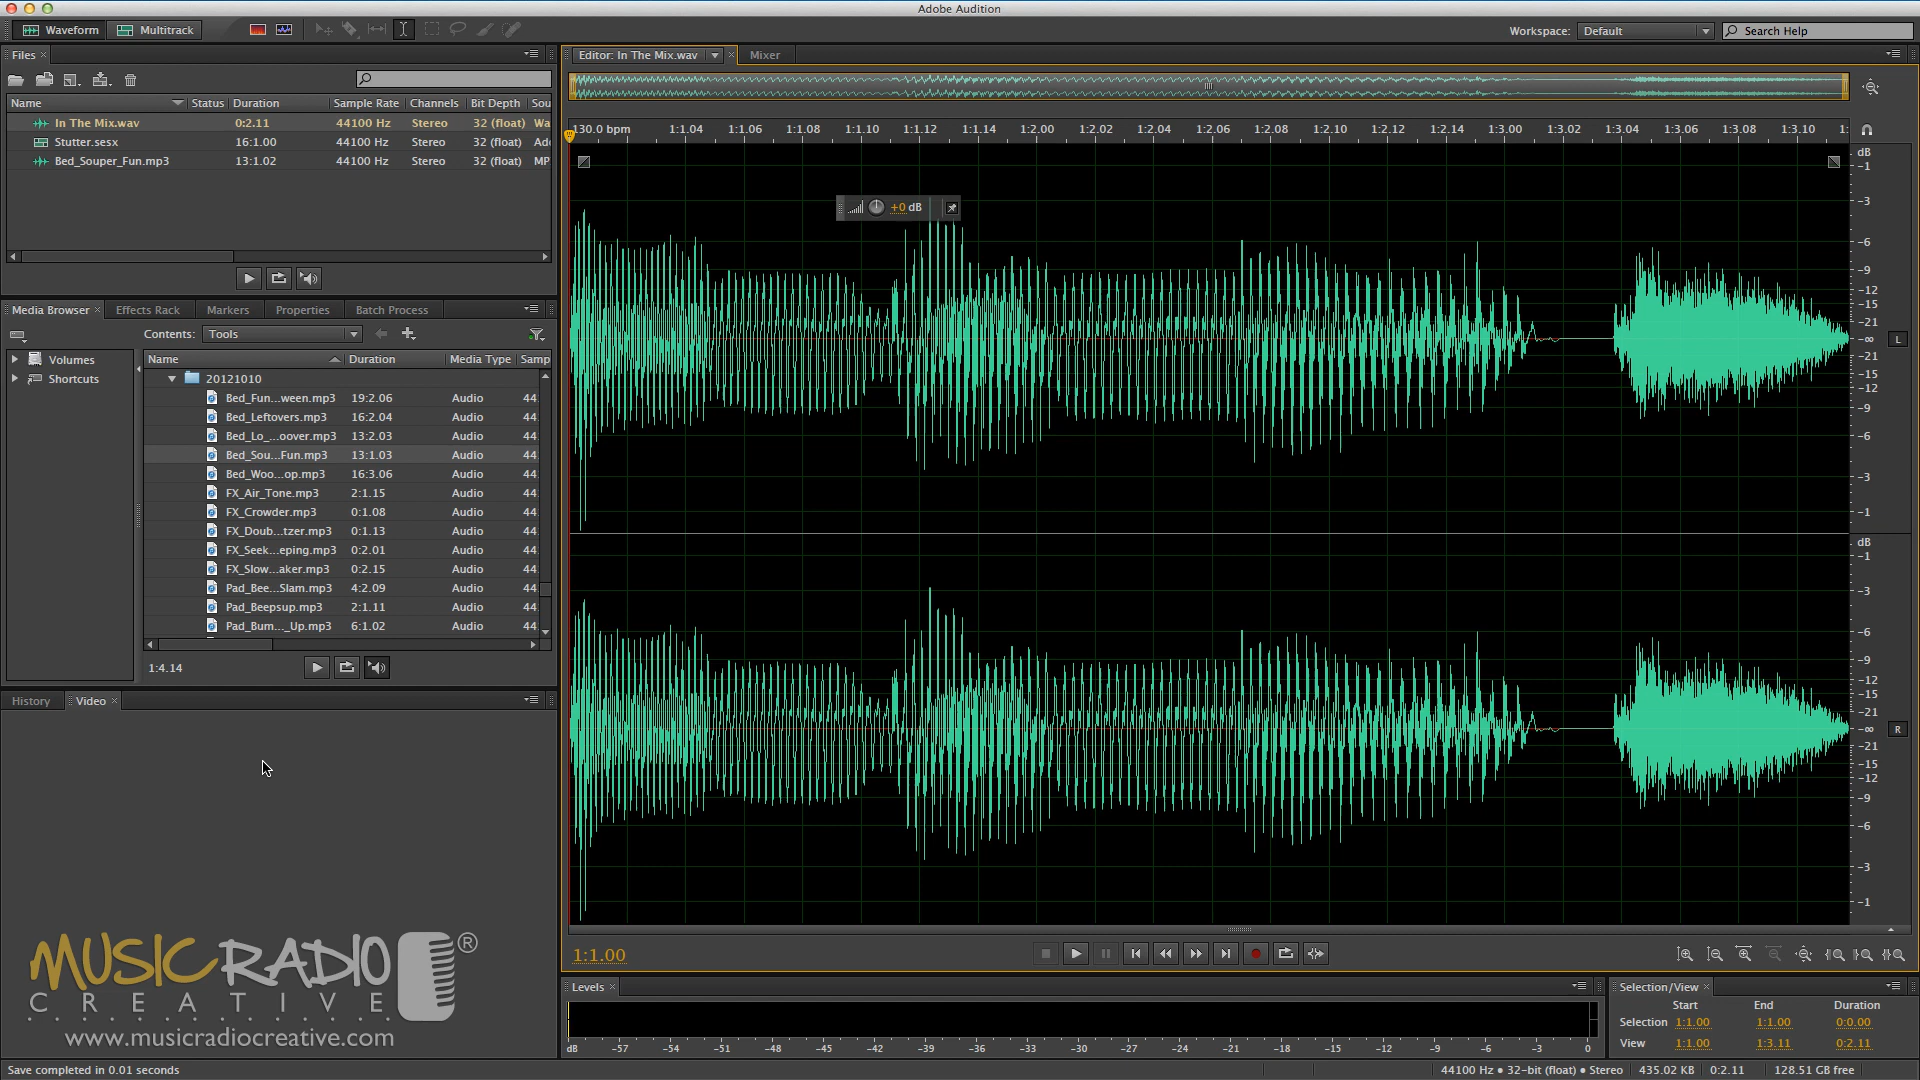 Adobe Audition
Waveform Multitrack Workspace: Default Search Help
Files
Name Status Duration Sample Rate Channels Bit Depth Sou
In The Mix.wav 0:2.11 44100 Hz Stereo 32 (float) Wa
Stutter.sesx 16:1.00 44100 Hz Stereo 32 (float) Ad
Bed_Souper_Fun.mp3 13:1.02 44100 Hz Stereo 32 (float) MP
Media Browser Effects Rack Markers Properties Batch Process
Contents: Tools
Volumes
Shortcuts
Name Duration Media Type Samp
20121010
Bed_Fun...ween.mp3 19:2.06 Audio 44
Bed_Leftovers.mp3 16:2.04 Audio 44
Bed_Lo_...oover.mp3 13:2.03 Audio 44
Bed_Sou...Fun.mp3 13:1.03 Audio 44
Bed_Woo...op.mp3 16:3.06 Audio 44
FX_Air_Tone.mp3 2:1.15 Audio 44
FX_Crowder.mp3 0:1.08 Audio 44
FX_Doub...tzer.mp3 0:1.13 Audio 44
FX_Seek...eping.mp3 0:2.01 Audio 44
FX_Slow...aker.mp3 0:2.15 Audio 44
Pad_Bee...Slam.mp3 4:2.09 Audio 44
Pad_Beepsup.mp3 2:1.11 Audio 44
Pad_Bum..._Up.mp3 6:1.02 Audio 44
1:4.14
History Video
MUSIC RADIO ®
CREATIVE
www.musicradiocreative.com
Editor: In The Mix.wav Mixer
130.0 bpm 1:1.04 1:1.06 1:1.08 1:1.10 1:1.12 1:1.14 1:2.00 1:2.02 1:2.04 1:2.06 1:2.08 1:2.10 1:2.12 1:2.14 1:3.00 1:3.02 1:3.04 1:3.06 1:3.08 1:3.10 1:
+0 dB
dB
-1
-3
-6
-9
-12
-15
-21
-∞ L
-21
-15
-12
-9
-6
-3
-1
dB
-1
-3
-6
-9
-12
-15
-21
-∞ R
-21
-15
-12
-9
-6
-3
-1
1:1.00
Levels
dB -57 -54 -51 -48 -45 -42 -39 -36 -33 -30 -27 -24 -21 -18 -15 -12 -9 -6 -3 0
Selection/View
Start End Duration
Selection 1:1.00 1:1.00 0:0.00
View 1:1.00 1:3.11 0:2.11
Save completed in 0.01 seconds 44100 Hz • 32-bit (float) • Stereo 435.02 KB 0:2.11 128.51 GB free